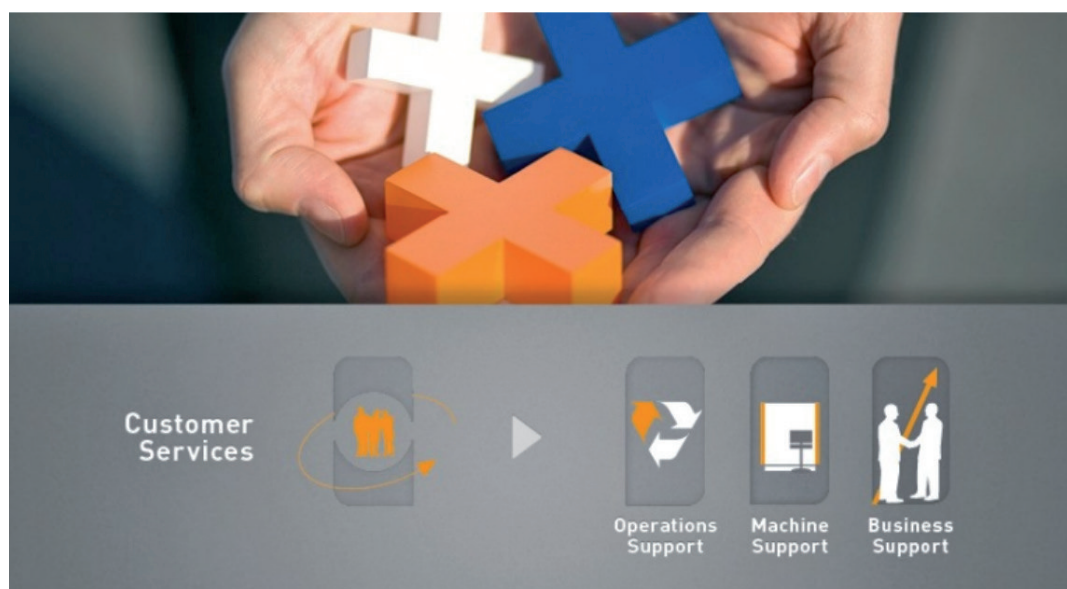 Customer
Services
Operations
Support
Machine
Support
Business
Support